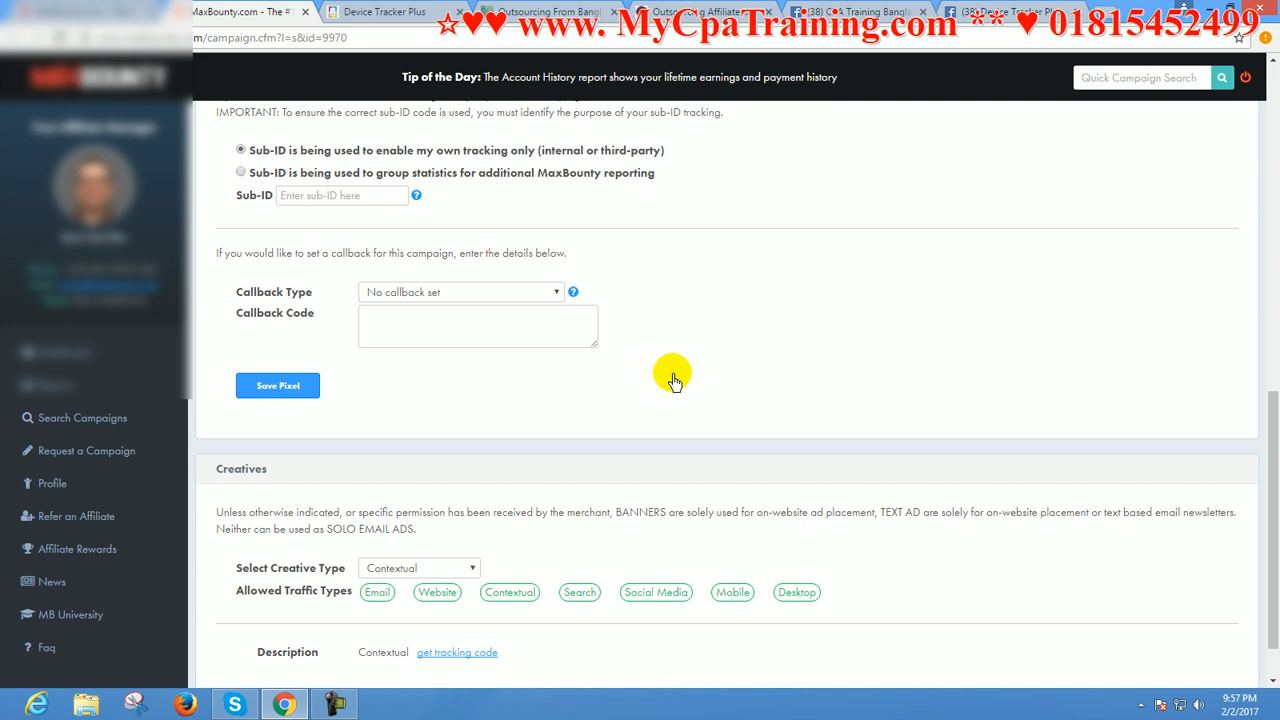 MaxBounty.com - The #1
Device Tracker Plus
Outsourcing From Bangl
Outsourcing Affiliate
(38) CPA Training Bangl
(38) Device Tracker Pl
☆♥♥ www. MyCpaTraining.com ** ♥ 01815452499
m/campaign.cfm?l=s&id=9970
MAXBOUNTY
Tip of the Day: The Account History report shows your lifetime earnings and payment history
Quick Campaign Search
IMPORTANT: To ensure the correct sub-ID code is used, you must identify the purpose of your sub-ID tracking.
Your Affiliate Manager
Sub-ID is being used to enable my own tracking only (internal or third-party)
Sub-ID is being used to group statistics for additional MaxBounty reporting
Sub-ID Enter sub-ID here ?
If you would like to set a callback for this campaign, enter the details below.
Callback Type No callback set ?
Callback Code
Save Pixel
Search Campaigns
Request a Campaign
Profile
Refer an Affiliate
Affiliate Rewards
News
MB University
Faq
Creatives
Unless otherwise indicated, or specific permission has been received by the merchant, BANNERS are solely used for on-website ad placement, TEXT AD are solely for on-website placement or text based email newsletters.
Neither can be used as SOLO EMAIL ADS.
Select Creative Type Contextual
Allowed Traffic Types Email Website Contextual Search Social Media Mobile Desktop
Description Contextual get tracking code
9:57 PM
2/2/2017